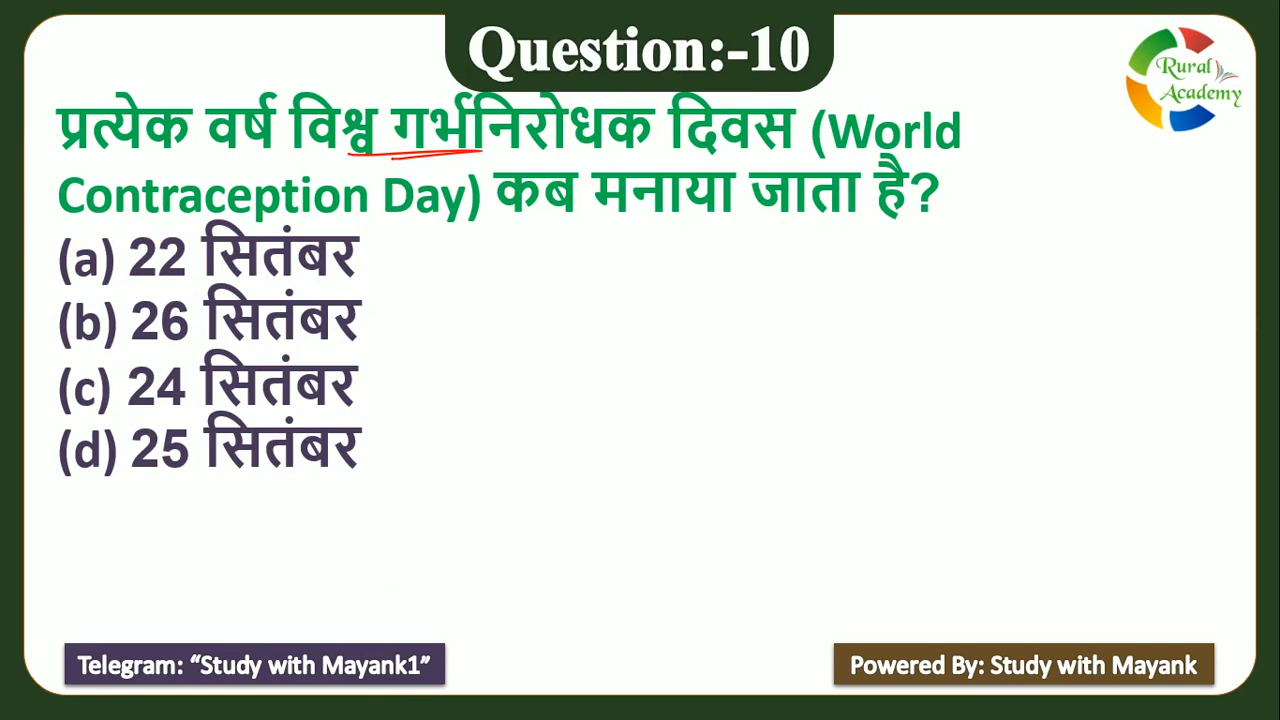 Question:-10
Rural
Academy
प्रत्येक वर्ष विश्व गर्भनिरोधक दिवस (World
Contraception Day) कब मनाया जाता है?
(a) 22 सितंबर
(b) 26 सितंबर
(c) 24 सितंबर
(d) 25 सितंबर
Telegram: “Study with Mayank1”
Powered By: Study with Mayank